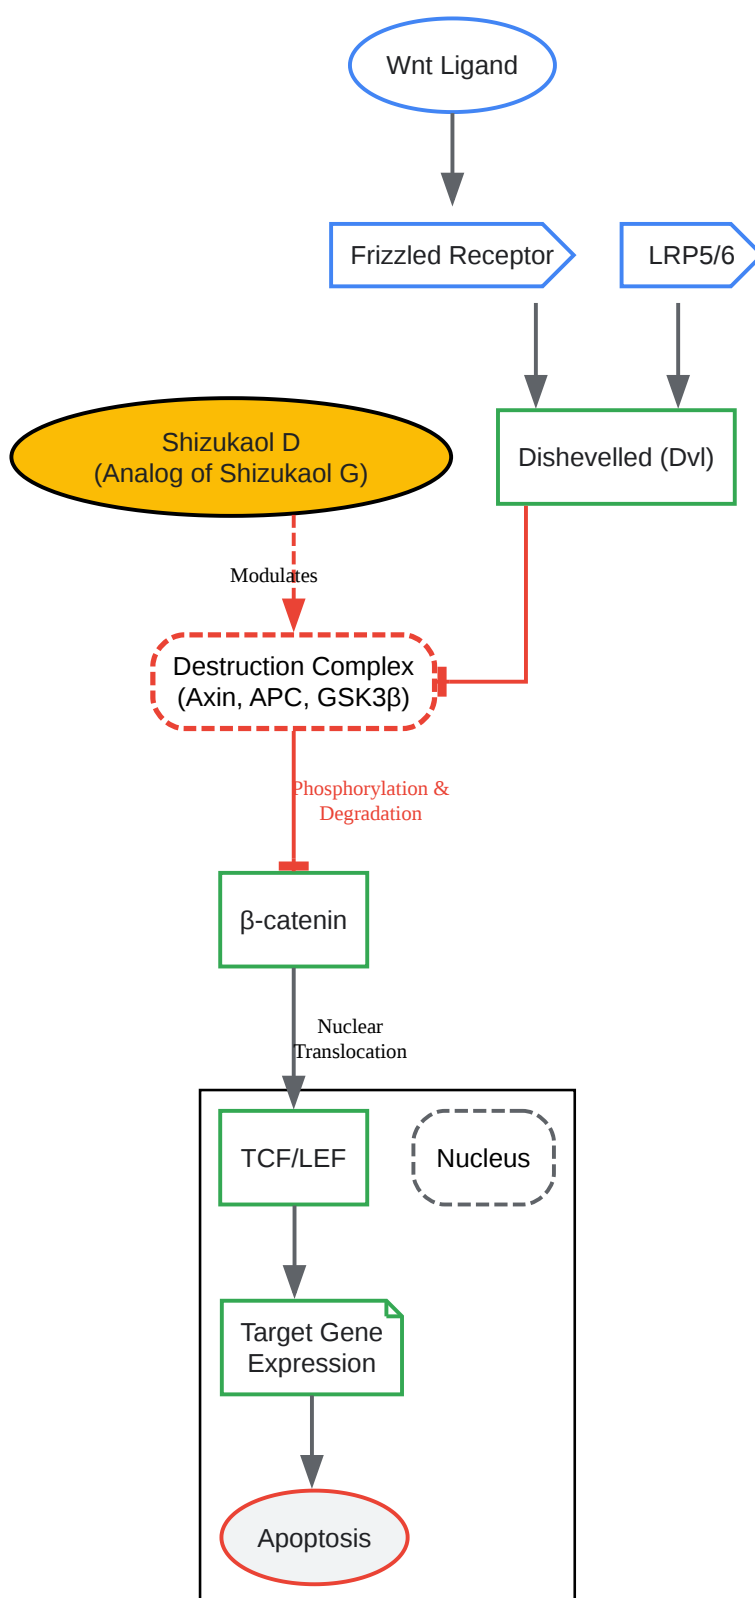 Wnt Ligand
Frizzled Receptor
LRP5/6
Shizukaol D
(Analog of Shizukaol G)
Dishevelled (Dvl)
Modulates
Destruction Complex
(Axin, APC, GSK3β)
Phosphorylation &
Degradation
β-catenin
Nuclear
Translocation
TCF/LEF
Nucleus
Target Gene
Expression
Apoptosis